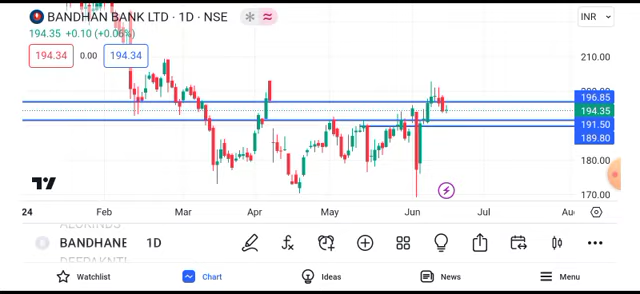 BANDHAN BANK LTD · 1D · NSE
INR
194.35 +0.10 (+0.06%)
194.34 0.00 194.34
210.00
200.00
196.85
194.35
191.50
189.80
180.00
170.00
24 Feb Mar Apr May Jun Jul Au
BANDHANE 1D
Watchlist Chart Ideas News Menu